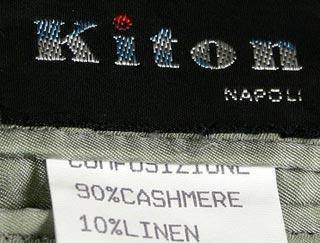 Kiton
NAPOLI
COMPOSIZIONE
90%CASHMERE
10%LINEN